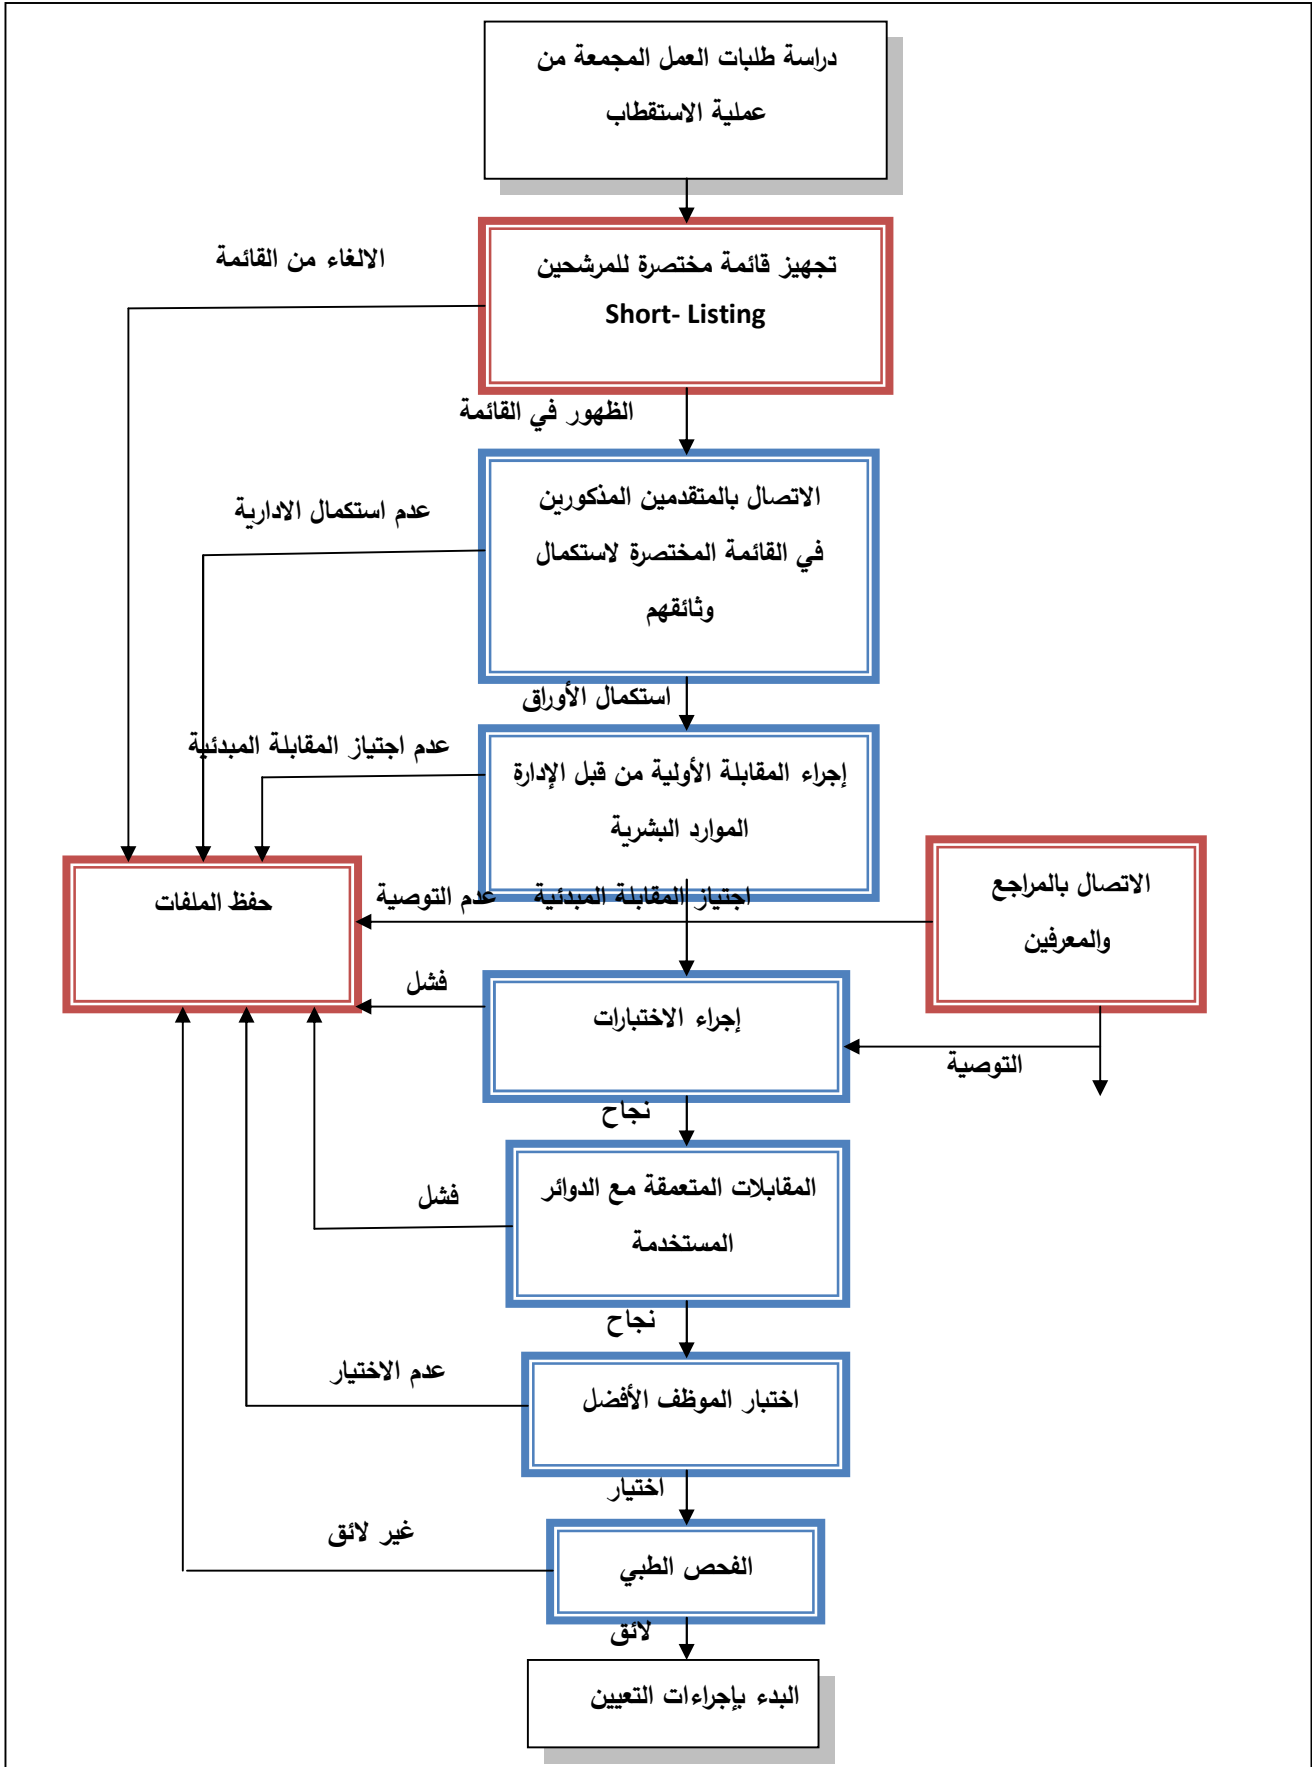 دراسة طلبات العمل المجمعة من
عملية الاستقطاب
الالغاء من القائمة
تجهيز قائمة مختصرة للمرشحين
Short- Listing
الظهور في القائمة
عدم استكمال الادارية
الاتصال بالمتقدمين المذكورين
في القائمة المختصرة لاستكمال
وثائقهم
استكمال الأوراق
عدم اجتياز المقابلة المبدئية
إجراء المقابلة الأولية من قبل الإدارة
الموارد البشرية
الاتصال بالمراجع
والمعرفين
حفظ الملفات
عدم التوصية
اجتياز المقابلة المبدئية
فشل
إجراء الاختبارات
التوصية
نجاح
المقابلات المتعمقة مع الدوائر
المستخدمة
فشل
نجاح
عدم الاختيار
اختبار الموظف الأفضل
اختيار
غير لائق
الفحص الطبي
لائق
البدء بإجراءات التعيين